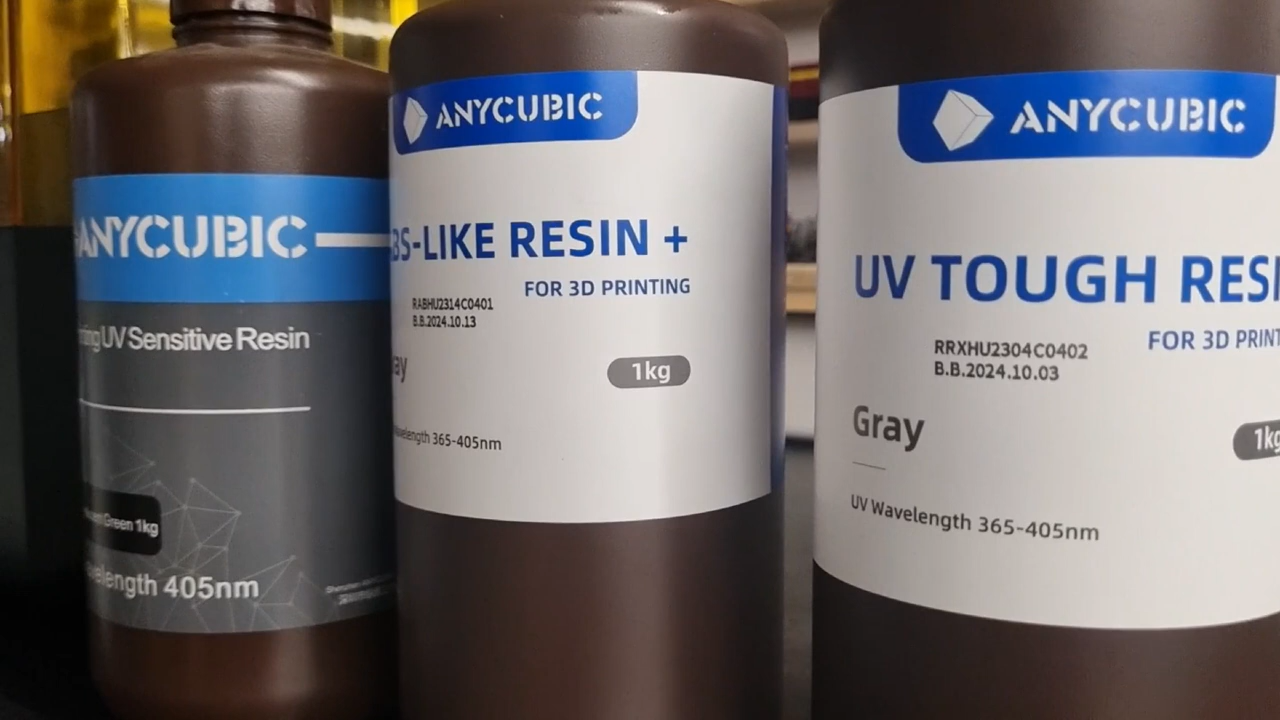 ANYCUBIC
UV Sensitive Resin
Green 1kg
405nm
ANYCUBIC
BS-LIKE RESIN +
FOR 3D PRINTING
RABHU2314C0401
B.B.2024.10.13
ay
1kg
Wavelength 365-405nm
ANYCUBIC
UV TOUGH RESI
FOR 3D PRINT
RRXHU2304C0402
B.B.2024.10.03
Gray
1kg
UV Wavelength 365-405nm